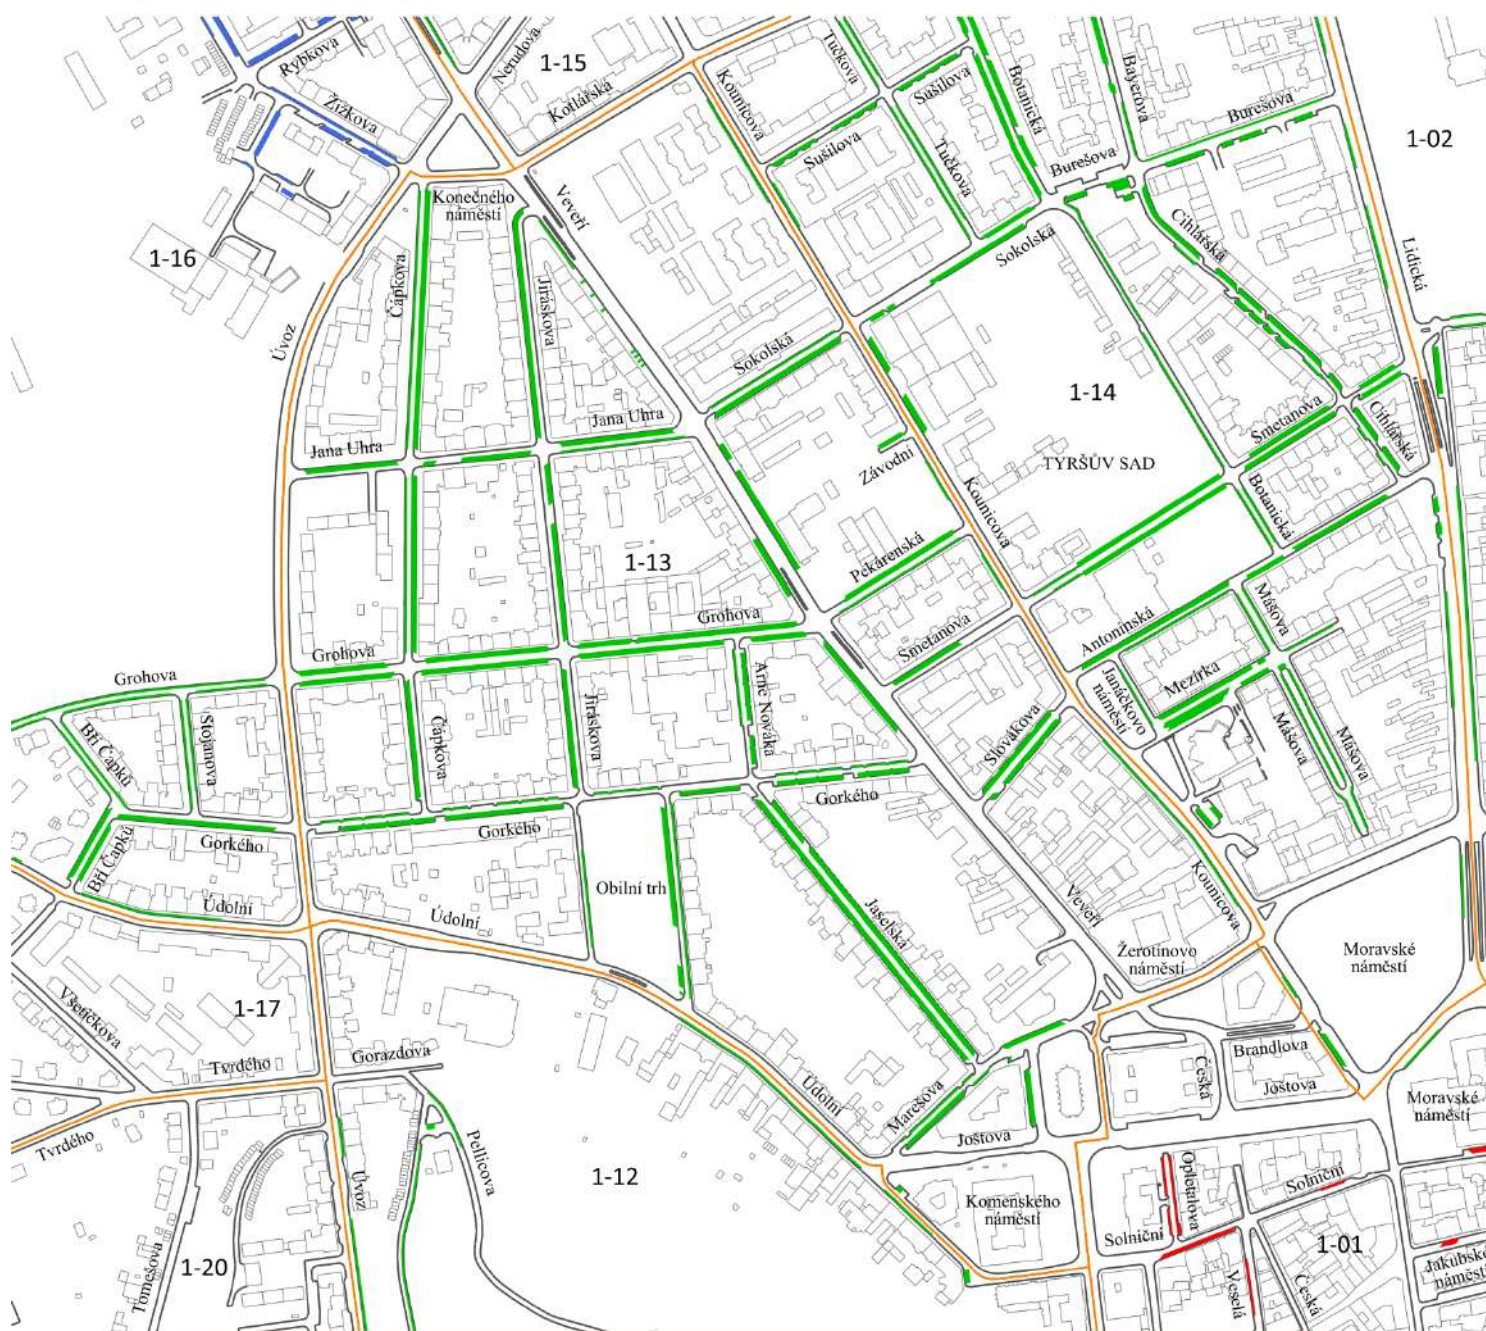 Rybkova
Nerudova
1-15
Kotlářská
Kounicova
Tučkova
Sušilova
Botanická
Bayerova
Burešova
1-02
Žižkova
Sušilova
Tučkova
Burešova
Konečného
náměstí
Veveří
Sokolská
Cihlářská
Lidická
1-16
Úvoz
Čápkova
Jiráskova
Sokolská
1-14
Jana Uhra
Jana Uhra
Závodní
TYRŠŮV SAD
Smetanova
Cihlářská
Kounicova
Botanická
1-13
Pekárenská
Grohova
Smetanova
Antonínská
Mášova
Grohova
Grohova
Arne Nováka
Mezírka
Janáčkovo
náměstí
Bří Čapků
Stojanova
Čápkova
Jiráskova
Slovákova
Mášova
Mášova
Bří Čapků
Gorkého
Gorkého
Gorkého
Údolní
Údolní
Obilní trh
Jaselská
Veveří
Kounicova
Žerotínovo
náměstí
Moravské
náměstí
Všetičkova
1-17
Tvrdého
Gorazdova
Brandlova
Joštova
Česká
Údolní
Marešova
Joštova
Moravské
náměstí
Tvrdého
Úvoz
Pellicova
1-12
Komenského
náměstí
Opletalova
Solniční
Solniční
1-01
Tomešova
1-20
Veselá
Česká
Jakubské
náměstí